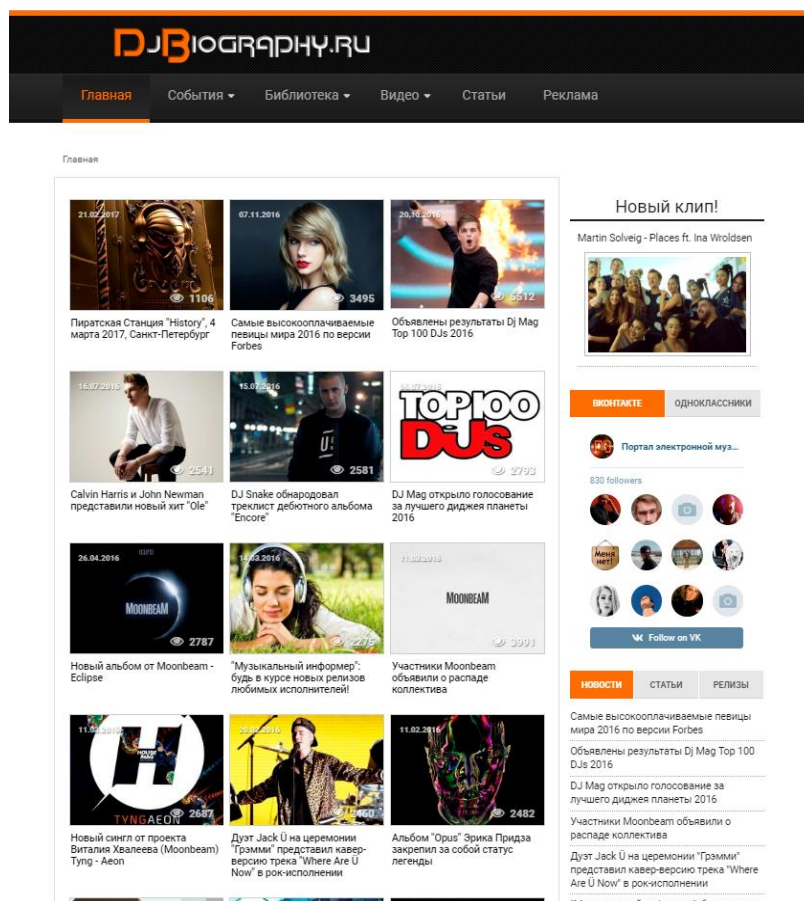 DJBIOGRAPHY.RU
Главная События Библиотека Видео Статьи Реклама
Главная
21.02.2017
1106
Пиратская Станция "History", 4
марта 2017, Санкт-Петербург
07.11.2016
3495
Самые высокооплачиваемые
певицы мира 2016 по версии
Forbes
20.10.2016
5512
Объявлены результаты Dj Mag
Top 100 DJs 2016
16.07.2016
2541
Calvin Harris и John Newman
представили новый хит "Ole"
15.07.2016
2581
DJ Snake обнародовал
треклист дебютного альбома
"Encore"
TOP100
DJs
2793
DJ Mag открыло голосование
за лучшего диджея планеты
2016
26.04.2016
MOONBEAM
2787
Новый альбом от Moonbeam -
Eclipse
14.03.2016
2275
"Музыкальный информер":
будь в курсе новых релизов
любимых исполнителей!
11.03.2016
MOONBEAM
3991
Участники Moonbeam
объявили о распаде
коллектива
HOUSE
TYNGAEON
2687
Новый сингл от проекта
Виталия Хвалеева (Moonbeam)
Tyng - Aeon
2460
Дуэт Jack Ü на церемонии
"Грэмми" представил кавер-
версию трека "Where Are Ü
Now" в рок-исполнении
11.02.2016
2482
Альбом "Opus" Эрика Придза
закрепил за собой статус
легенды
Новый клип!
Martin Solveig - Places ft. Ina Wroldsen
ВКОНТАКТЕ ОДНОКЛАССНИКИ
Портал электронной муз...
830 followers
Меня
нет!
Follow on VK
НОВОСТИ СТАТЬИ РЕЛИЗЫ
Самые высокооплачиваемые певицы
мира 2016 по версии Forbes
Объявлены результаты Dj Mag Top 100
DJs 2016
DJ Mag открыло голосование за
лучшего диджея планеты 2016
Участники Moonbeam объявили о
распаде коллектива
Дуэт Jack Ü на церемонии "Грэмми"
представил кавер-версию трека "Where
Are Ü Now" в рок-исполнении